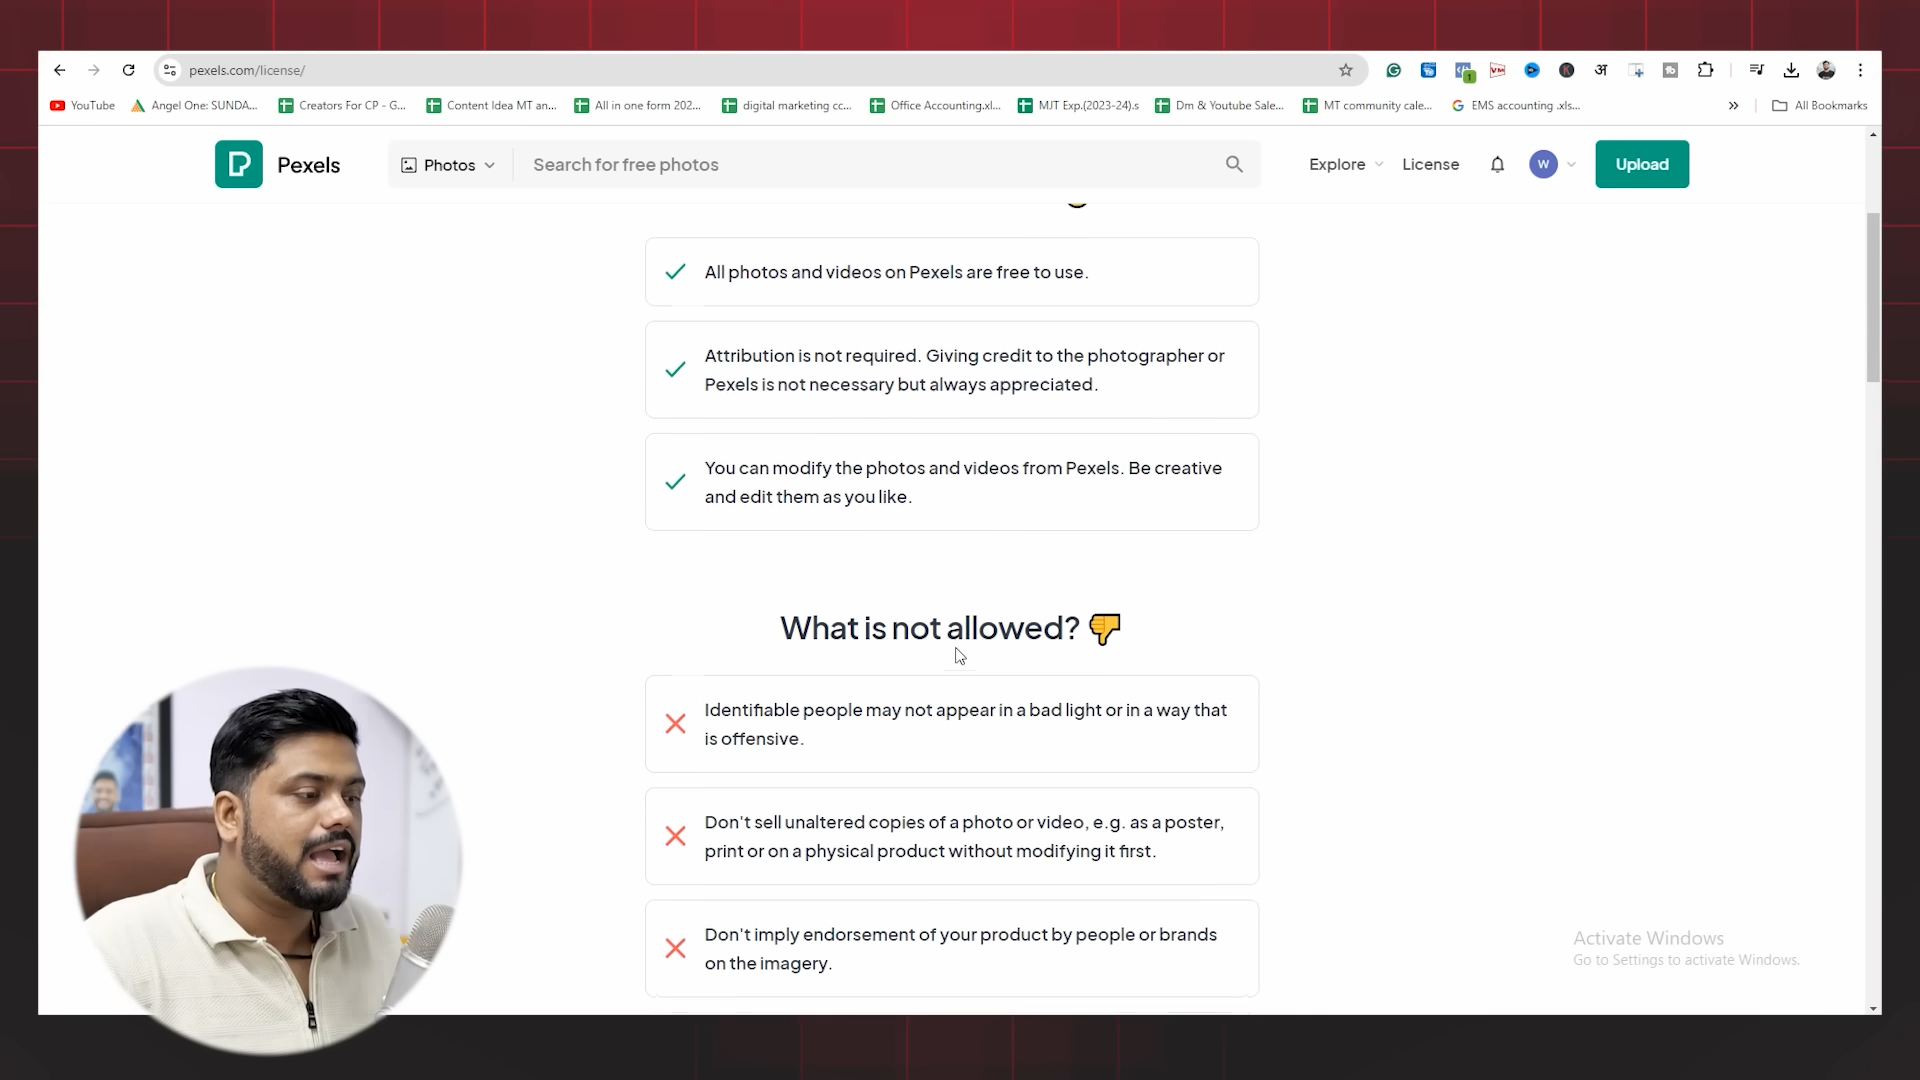 pexels.com/license/
YouTube
Angel One: SUNDA...
Creators For CP - G...
Content Idea MT an...
All in one form 202...
digital marketing cc...
Office Accounting.xl...
MJT Exp.(2023-24).s
Dm & Youtube Sale...
MT community cale...
EMS accounting .xls...
All Bookmarks
Pexels
Photos
Search for free photos
Explore
License
W
Upload
All photos and videos on Pexels are free to use.
Attribution is not required. Giving credit to the photographer or
Pexels is not necessary but always appreciated.
You can modify the photos and videos from Pexels. Be creative
and edit them as you like.
What is not allowed?
Identifiable people may not appear in a bad light or in a way that
is offensive.
Don't sell unaltered copies of a photo or video, e.g. as a poster,
print or on a physical product without modifying it first.
Don't imply endorsement of your product by people or brands
on the imagery.
Activate Windows
Go to Settings to activate Windows.